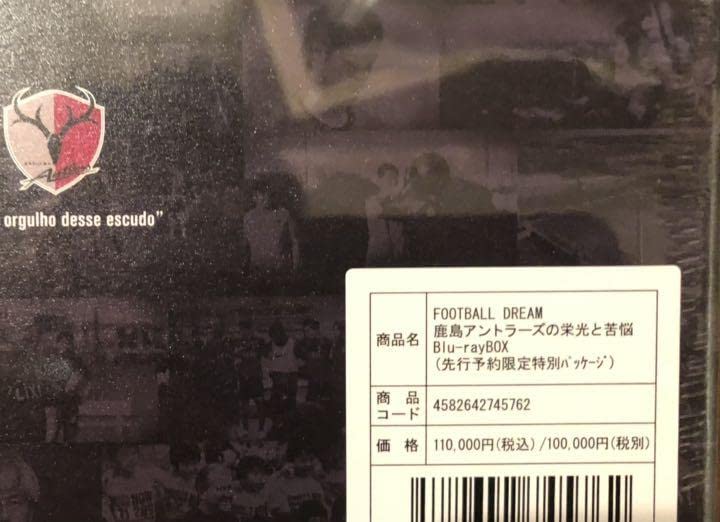 Antlers
orgulho desse escudo”
商品名
FOOTBALL DREAM
鹿島アントラーズの栄光と苦悩
Blu-rayBOX
(先行予約限定特別ﾊﾟｯｹｰｼﾞ)
商品
コード
4582642745762
価格
110,000円(税込)/100,000円(税別)